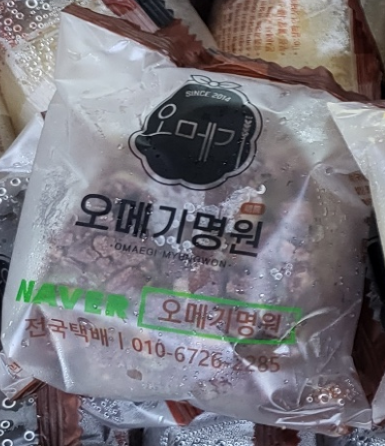 SINCE 2014
오메기
오메기명원
·OMAEGI MYEONGWON·
NAVER 오메기명원
전국택배 | 010-6726-2285